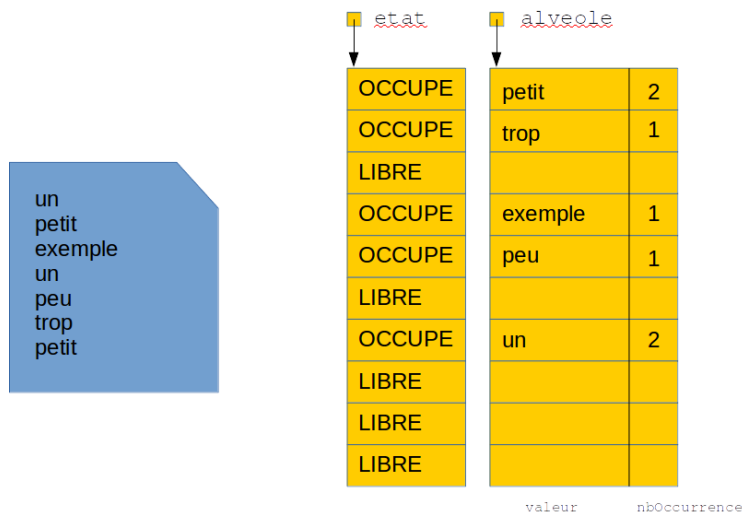 etat alveole
un
petit
exemple
un
peu
trop
petit
OCCUPE petit 2
OCCUPE trop 1
LIBRE
OCCUPE exemple 1
OCCUPE peu 1
LIBRE
OCCUPE un 2
LIBRE
LIBRE
LIBRE
valeur nbOccurrence